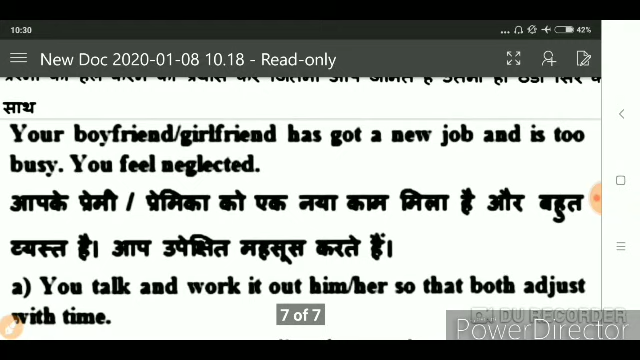 10:30
... 42%
New Doc 2020-01-08 10.18 - Read-only
साथ
Your boyfriend/girlfriend has got a new job and is too
busy. You feel neglected.
आपके प्रेमी / प्रेमिका को एक नया काम मिला है और बहुत
व्यस्त है। आप उपेक्षित महसूस करते हैं।
a) You talk and work it out him/her so that both adjust
with time.
7 of 7
DU RECORDER
PowerDirector